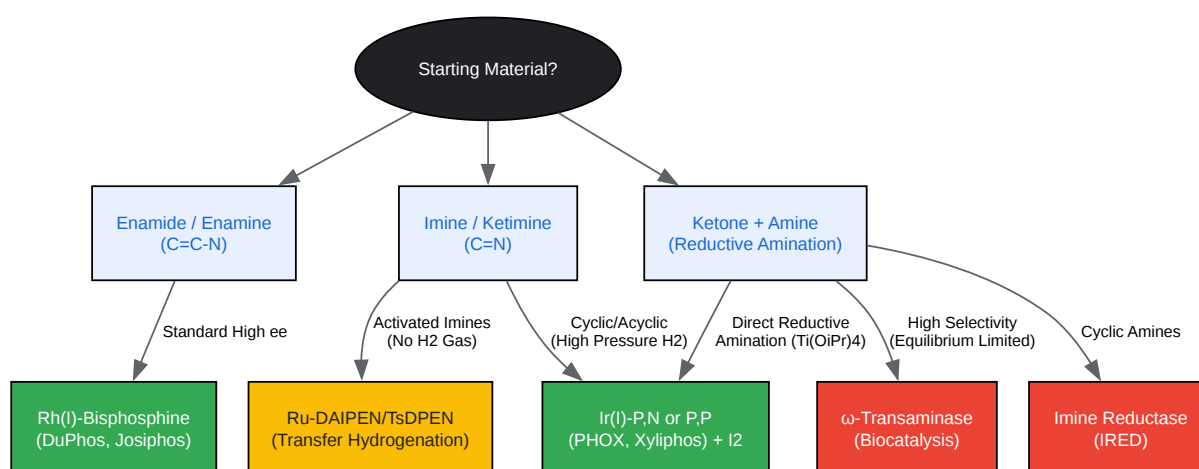 Starting Material?
Enamide / Enamine
(C=C-N)
Imine / Ketimine
(C=N)
Ketone + Amine
(Reductive Amination)
Standard High ee
Activated Imines
(No H2 Gas)
Cyclic/Acyclic
(High Pressure H2)
Direct Reductive
Amination (Ti(OiPr)4)
High Selectivity
(Equilibrium Limited)
Cyclic Amines
Rh(I)-Bisphosphine
(DuPhos, Josiphos)
Ru-DAIPEN/TsDPEN
(Transfer Hydrogenation)
Ir(I)-P,N or P,P
(PHOX, Xyliphos) + I2
ω-Transaminase
(Biocatalysis)
Imine Reductase
(IRED)